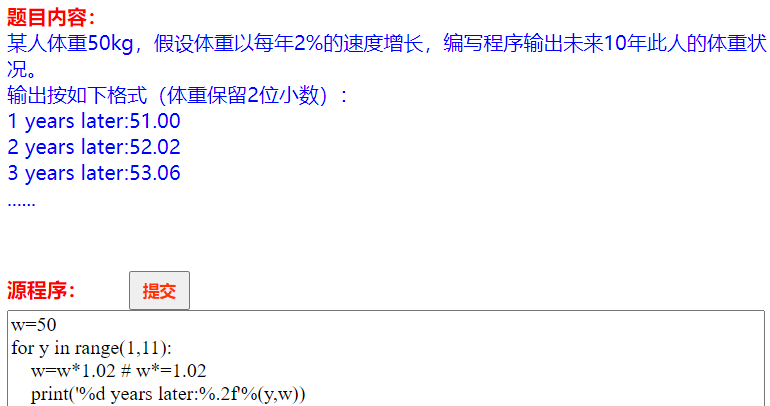 题目内容：
某人体重50kg，假设体重以每年2%的速度增长，编写程序输出未来10年此人的体重状
况。
输出按如下格式（体重保留2位小数）：
1 years later:51.00
2 years later:52.02
3 years later:53.06
......
源程序： 提交
w=50
for y in range(1,11):
    w=w*1.02 # w*=1.02
    print('%d years later:%.2f'%(y,w))